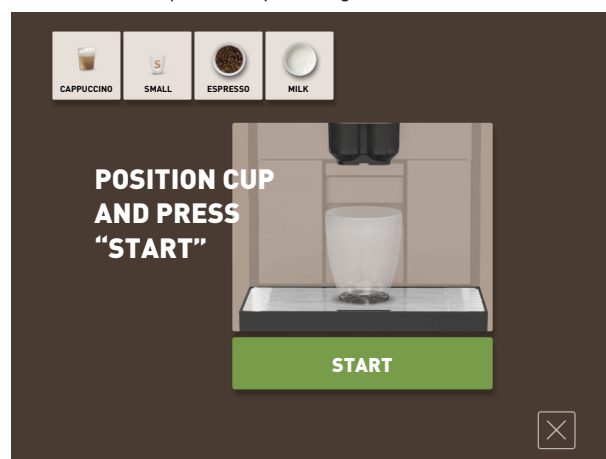 S
CAPPUCCINO
SMALL
ESPRESSO
MILK
POSITION CUP
AND PRESS
“START”
START